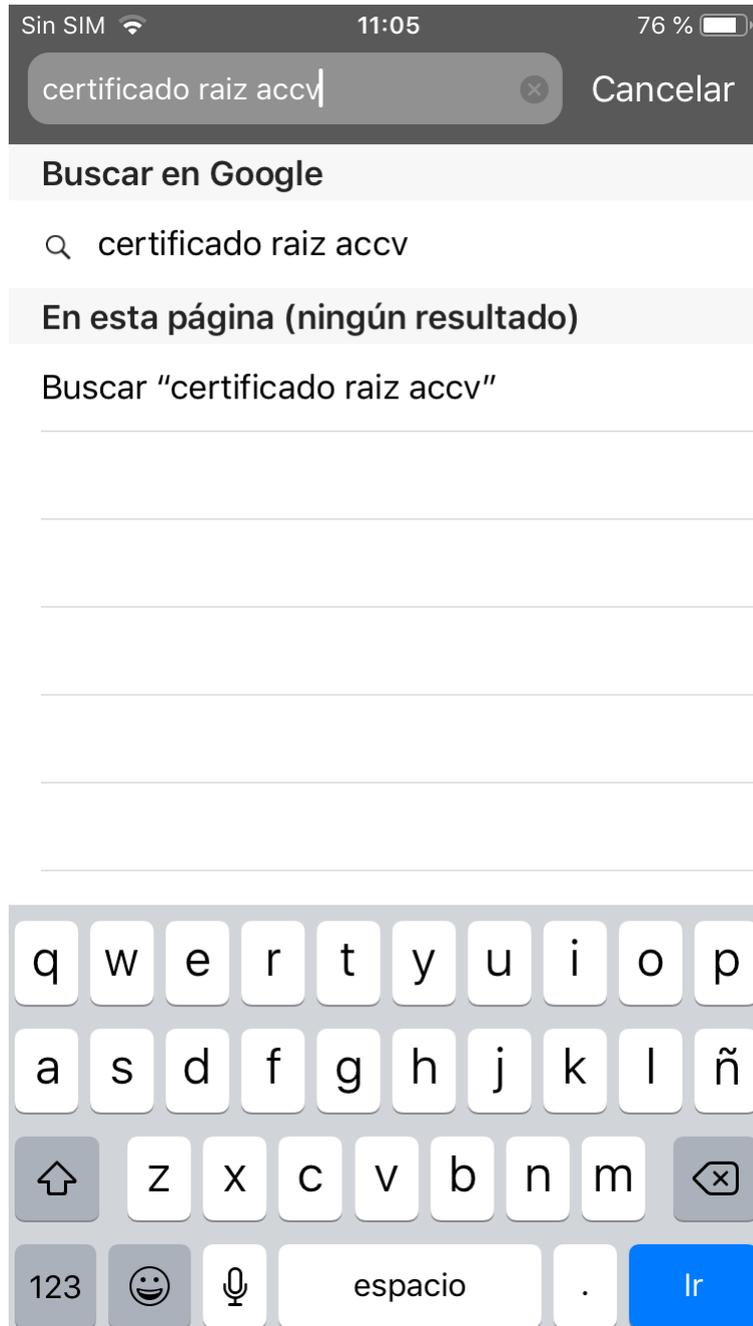 Sin SIM 11:05 76 %
certificado raiz accv Cancelar
Buscar en Google
certificado raiz accv
En esta página (ningún resultado)
Buscar “certificado raiz accv”
q w e r t y u i o p
a s d f g h j k l ñ
z x c v b n m
123 espacio . Ir